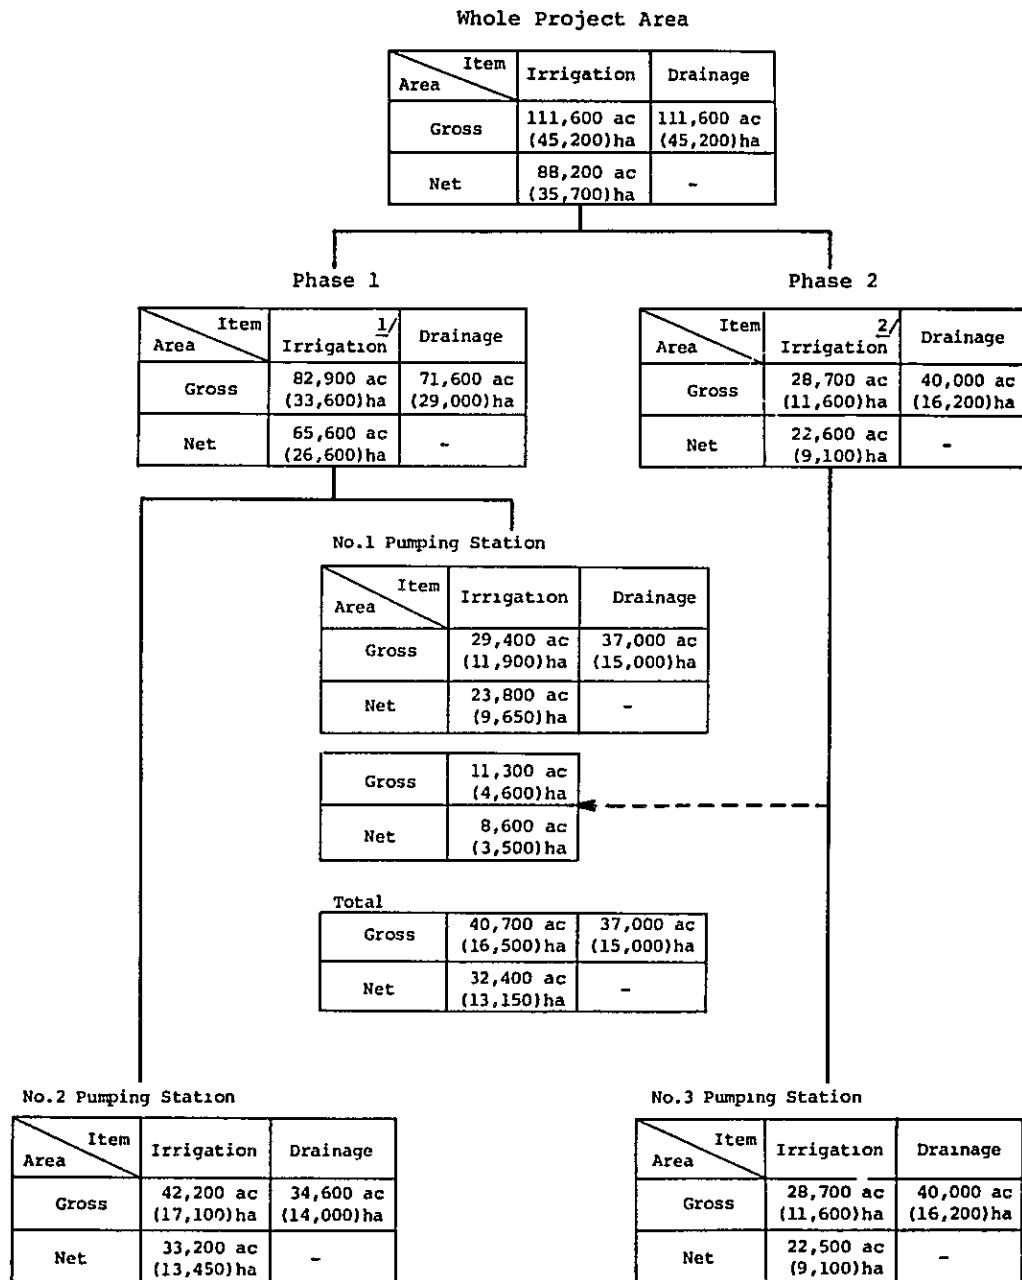 Whole Project Area
Item
Area
Irrigation Drainage
Gross 111,600 ac 111,600 ac
(45,200)ha (45,200)ha
Net 88,200 ac -
(35,700)ha
Phase 1
Item
Area
1/
Irrigation Drainage
Gross 82,900 ac 71,600 ac
(33,600)ha (29,000)ha
Net 65,600 ac -
(26,600)ha
Phase 2
Item
Area
2/
Irrigation Drainage
Gross 28,700 ac 40,000 ac
(11,600)ha (16,200)ha
Net 22,600 ac -
(9,100)ha
No.1 Pumping Station
Item
Area
Irrigation Drainage
Gross 29,400 ac 37,000 ac
(11,900)ha (15,000)ha
Net 23,800 ac -
(9,650)ha
Gross 11,300 ac
(4,600)ha
Net 8,600 ac
(3,500)ha
Total
Gross 40,700 ac 37,000 ac
(16,500)ha (15,000)ha
Net 32,400 ac -
(13,150)ha
No.2 Pumping Station
Item
Area
Irrigation Drainage
Gross 42,200 ac 34,600 ac
(17,100)ha (14,000)ha
Net 33,200 ac -
(13,450)ha
No.3 Pumping Station
Item
Area
Irrigation Drainage
Gross 28,700 ac 40,000 ac
(11,600)ha (16,200)ha
Net 22,500 ac -
(9,100)ha